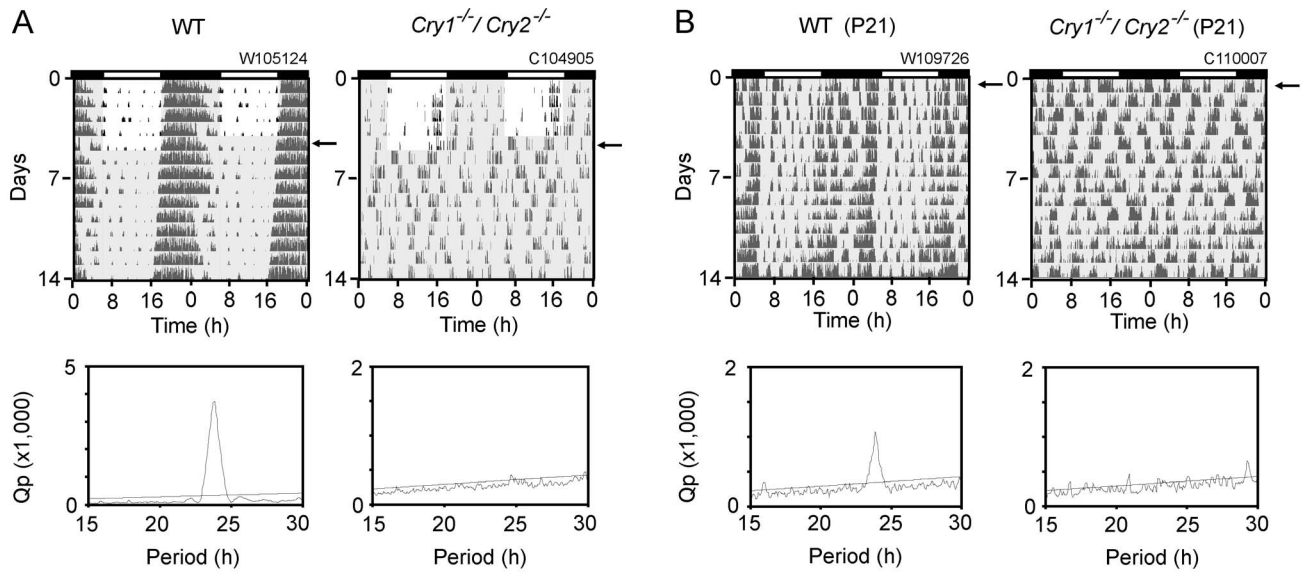 A
WT
Cry1-/-/ Cry2-/-
W105124
C104905
Days
0
7
14
0 8 16 0 8 16 0
0
0 8 16 0 8 16 0
Time (h)
Time (h)
Qp (x1,000)
5
0
15 20 25 30
Period (h)
2
0
15 20 25 30
Period (h)
B
WT (P21)
Cry1-/-/ Cry2-/- (P21)
W109726
C110007
Days
0
7
14
0 8 16 0 8 16 0
0
0 8 16 0 8 16 0
Time (h)
Time (h)
Qp (x1,000)
2
0
15 20 25 30
Period (h)
2
0
15 20 25 30
Period (h)